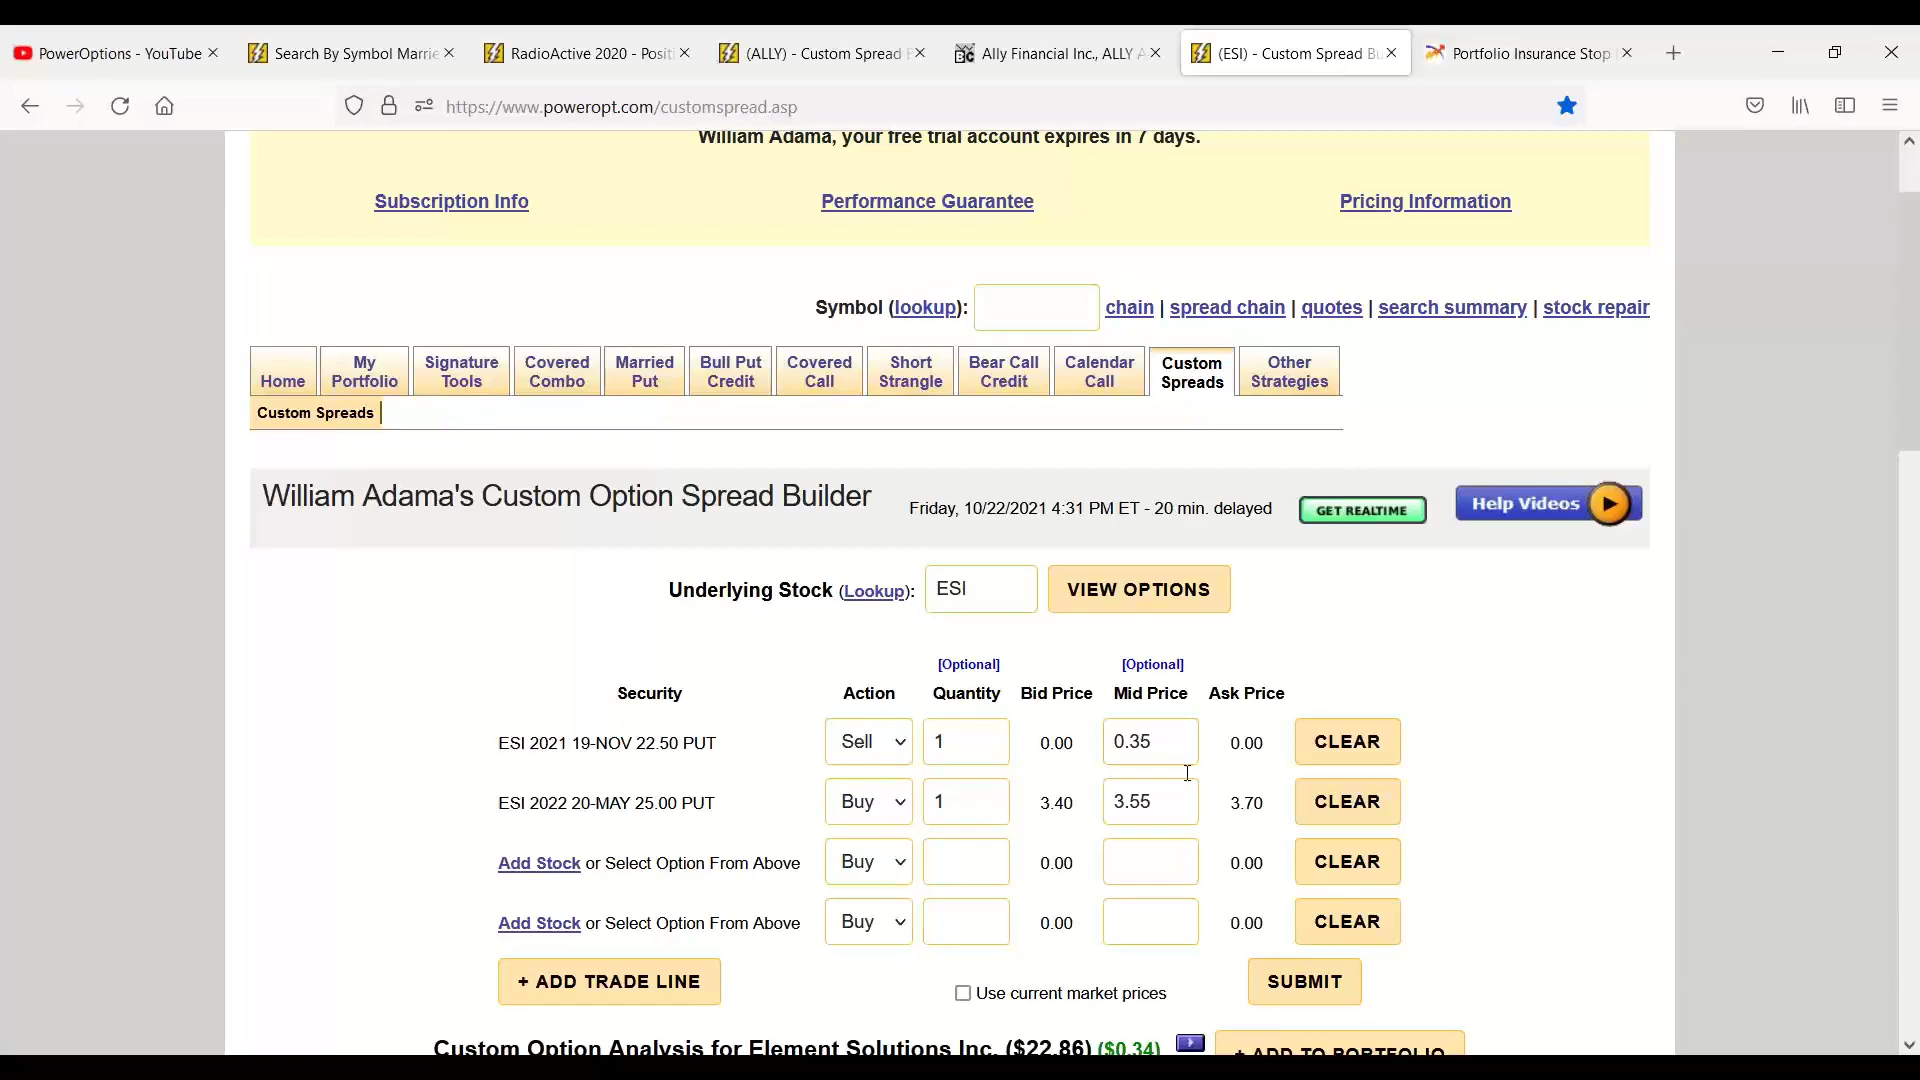 PowerOptions - YouTube
Search By Symbol Marrie
RadioActive 2020 - Positi
(ALLY) - Custom Spread
Ally Financial Inc., ALLY
(ESI) - Custom Spread Bu
Portfolio Insurance Stop
https://www.poweropt.com/customspread.asp
William Adama, your free trial account expires in 7 days.
Subscription Info
Performance Guarantee
Pricing Information
Symbol (lookup): chain | spread chain | quotes | search summary | stock repair
Home
My Portfolio
Signature Tools
Covered Combo
Married Put
Bull Put Credit
Covered Call
Short Strangle
Bear Call Credit
Calendar Call
Custom Spreads
Other Strategies
Custom Spreads
William Adama's Custom Option Spread Builder
Friday, 10/22/2021 4:31 PM ET - 20 min. delayed
GET REALTIME
Help Videos
Underlying Stock (Lookup): ESI VIEW OPTIONS
[Optional] [Optional]
Security Action Quantity Bid Price Mid Price Ask Price
ESI 2021 19-NOV 22.50 PUT Sell 1 0.00 0.35 0.00 CLEAR
ESI 2022 20-MAY 25.00 PUT Buy 1 3.40 3.55 3.70 CLEAR
Add Stock or Select Option From Above Buy 0.00 0.00 CLEAR
Add Stock or Select Option From Above Buy 0.00 0.00 CLEAR
+ ADD TRADE LINE Use current market prices SUBMIT
Custom Option Analysis for Element Solutions Inc. ($22.86) ($0.34) + ADD TO PORTFOLIO